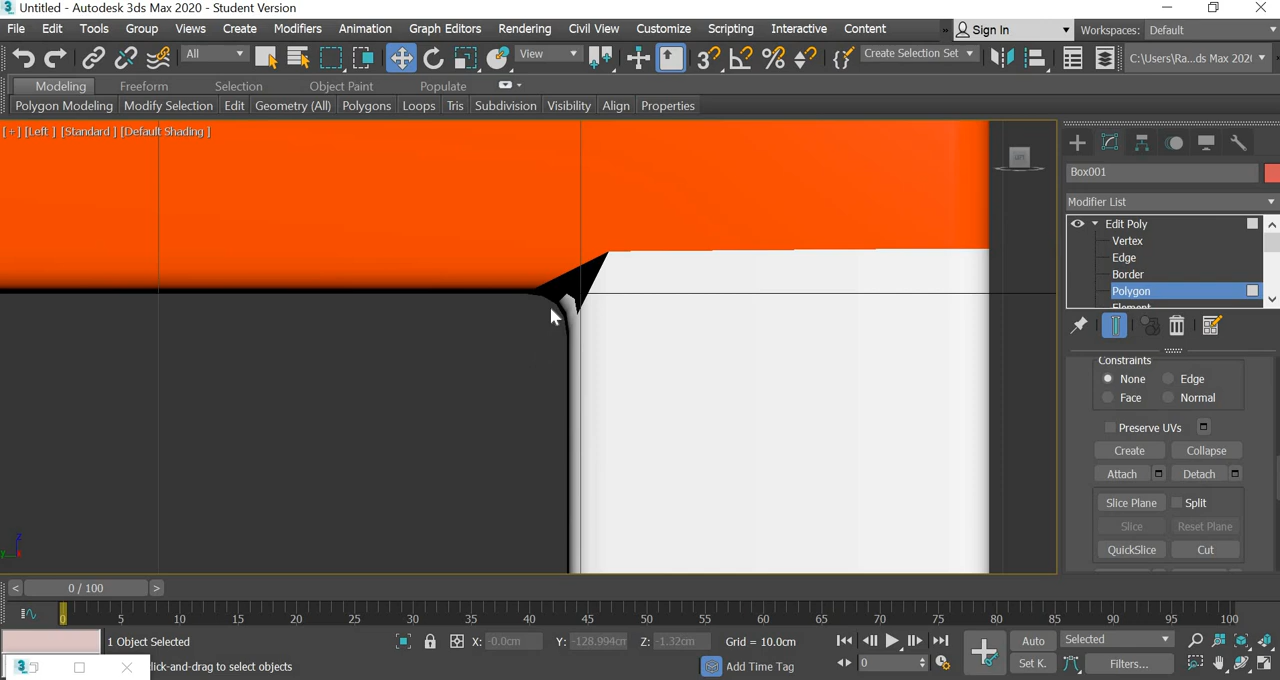 Untitled - Autodesk 3ds Max 2020 - Student Version
File Edit Tools Group Views Create Modifiers Animation Graph Editors Rendering Civil View Customize Scripting Interactive Content » Sign In Workspaces: Default
All View Create Selection Set C:\Users\Ra...ds Max 202
Modeling Freeform Selection Object Paint Populate
Polygon Modeling Modify Selection Edit Geometry (All) Polygons Loops Tris Subdivision Visibility Align Properties
[+] [Left ] [Standard ] [Default Shading ]
Box001
Modifier List
Edit Poly
Vertex
Edge
Border
Polygon
Element
Constraints
None Edge
Face Normal
Preserve UVs
Create Collapse
Attach Detach
Slice Plane Split
Slice Reset Plane
QuickSlice Cut
z
y x
< 0 / 100 >
0 5 10 15 20 25 30 35 40 45 50 55 60 65 70 75 80 85 90 95 100
1 Object Selected X: -0.0cm Y: -128.994cm Z: -1.32cm Grid = 10.0cm Auto Selected
lick-and-drag to select objects Add Time Tag 0 Set K. Filters...